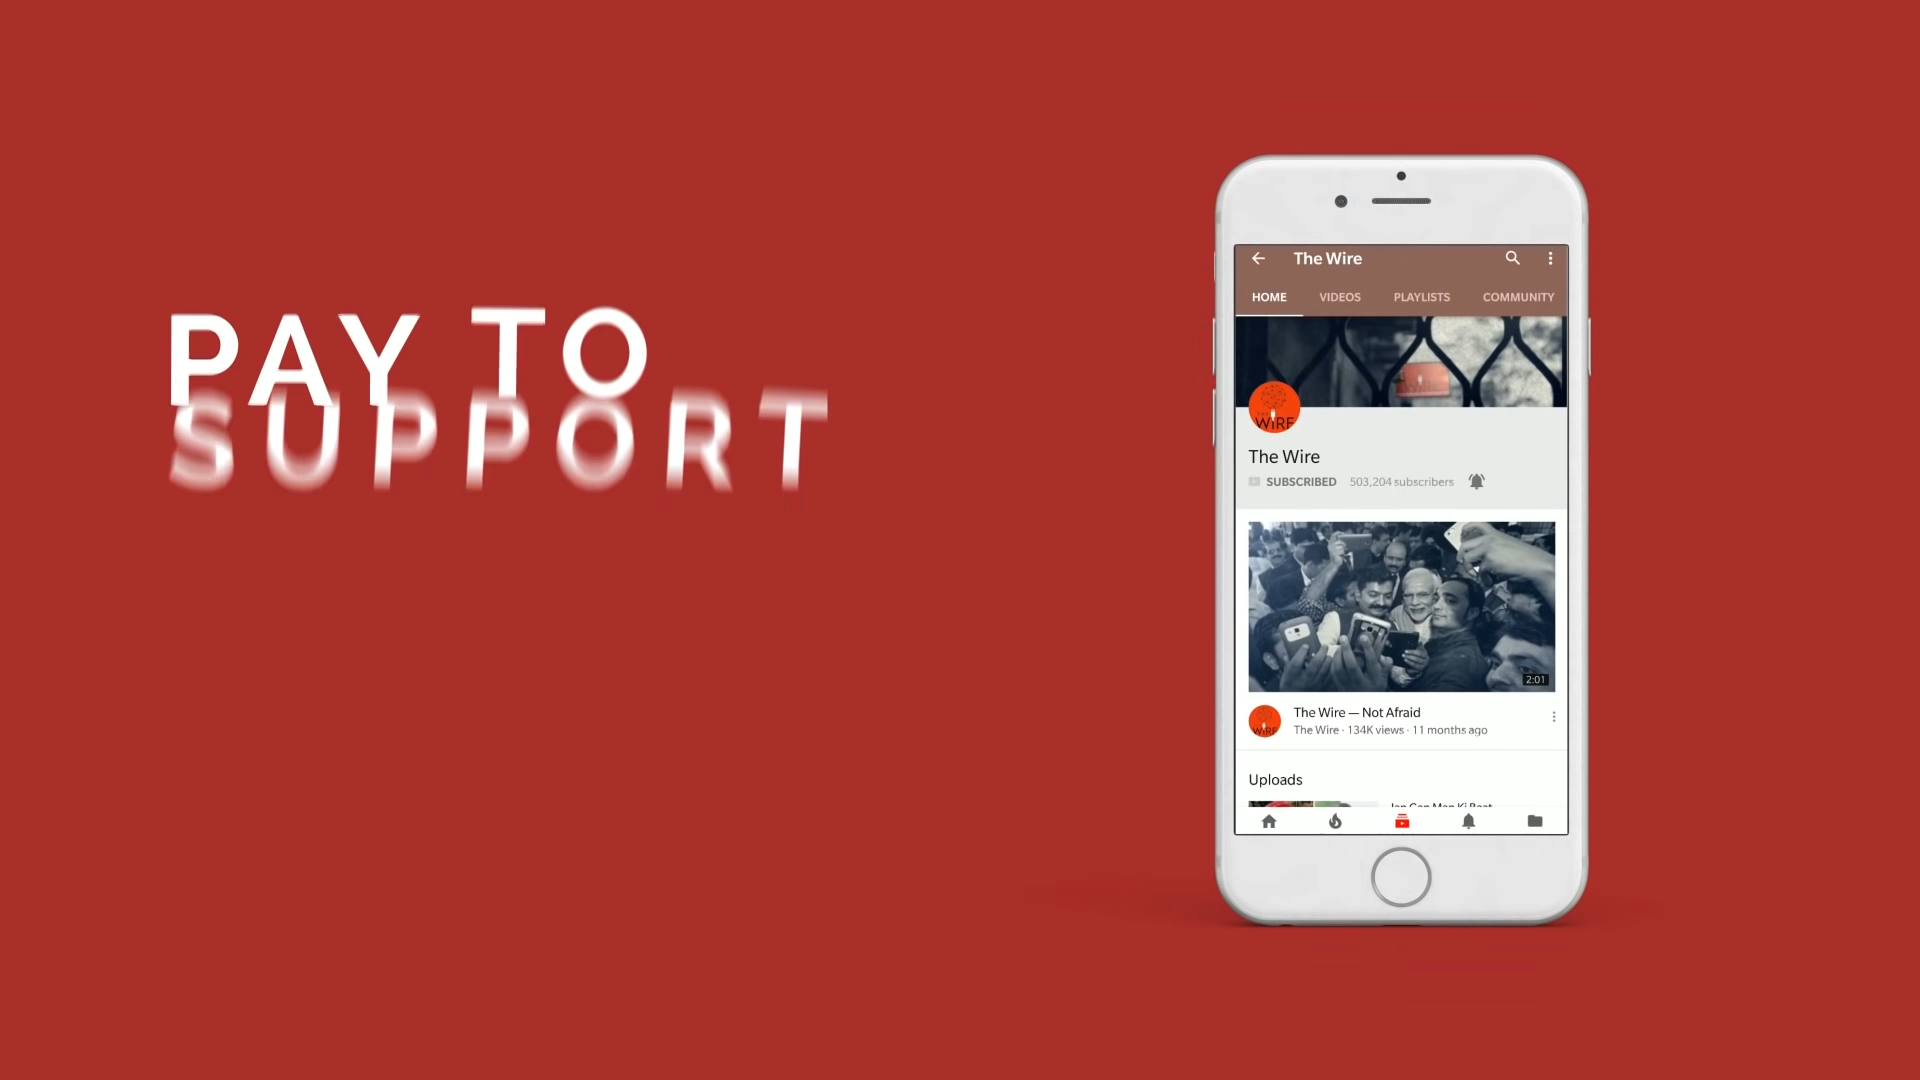 PAY TO
SUPPORT
The Wire
HOME VIDEOS PLAYLISTS COMMUNITY
WiRE
The Wire
SUBSCRIBED 503,204 subscribers
2:01
The Wire — Not Afraid
The Wire · 134K views · 11 months ago
WiRE
Uploads